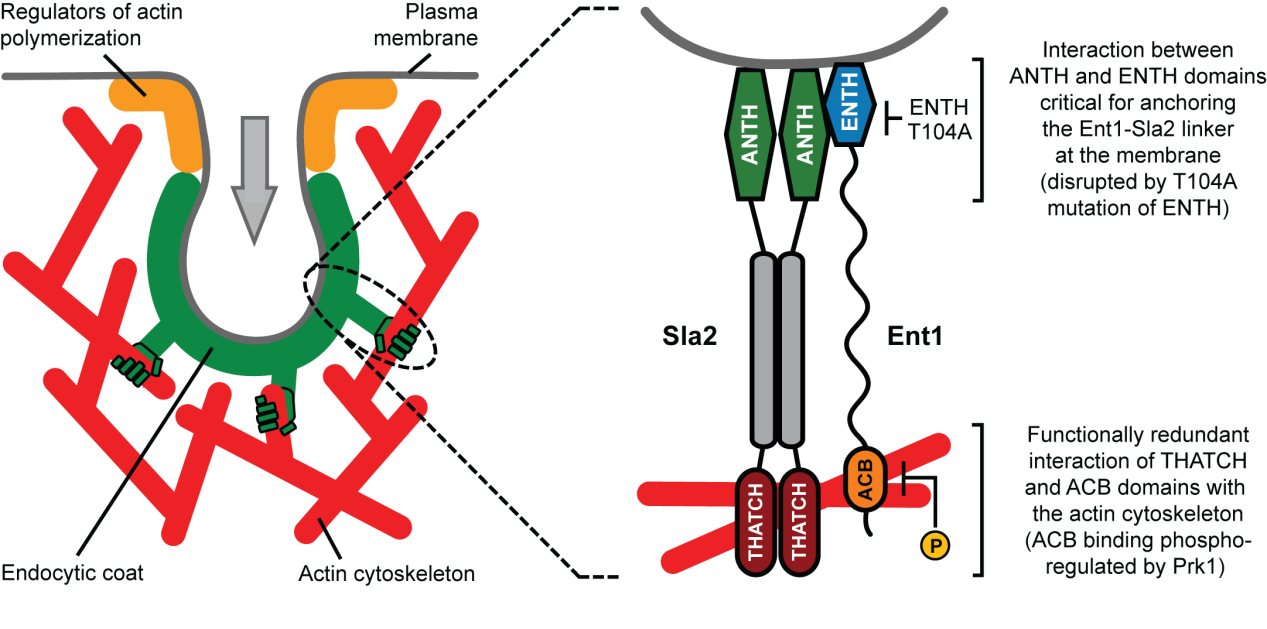 Regulators of actin
polymerization
Plasma
membrane
Endocytic coat
Actin cytoskeleton
ANTH
ANTH
ENTH
ENTH
T104A
Sla2
Ent1
THATCH
THATCH
ACB
P
Interaction between
ANTH and ENTH domains
critical for anchoring
the Ent1-Sla2 linker
at the membrane
(disrupted by T104A
mutation of ENTH)
Functionally redundant
interaction of THATCH
and ACB domains with
the actin cytoskeleton
(ACB binding phospho-
regulated by Prk1)